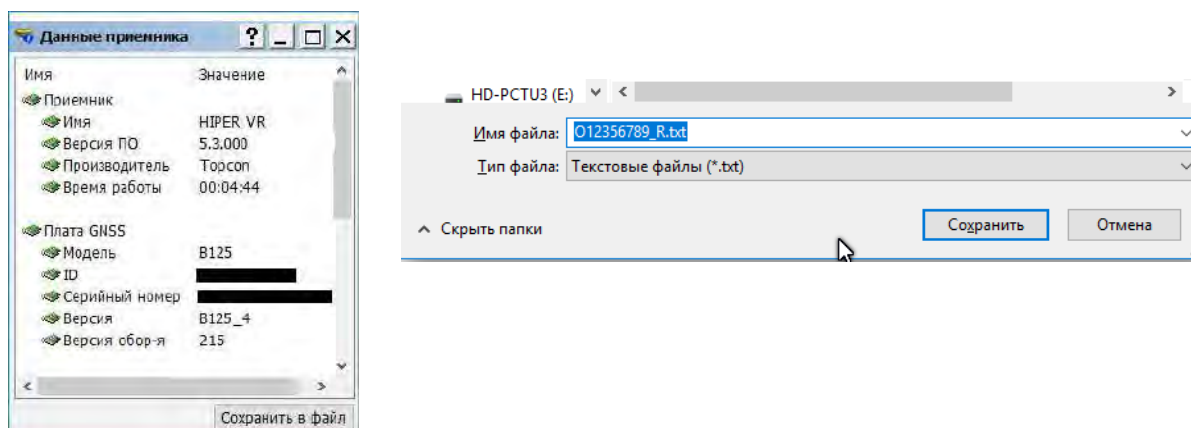 Данные приемника
Имя Значение
Приемник
Имя HIPER VR
Версия ПО 5.3.000
Производитель Topcon
Время работы 00:04:44
Плата GNSS
Модель B125
ID
Серийный номер
Версия B125_4
Версия обор-я 215
Сохранить в файл
HD-PCTU3 (E:)
Имя файла: O12356789_R.txt
Тип файла: Текстовые файлы (*.txt)
Скрыть папки
Сохранить
Отмена